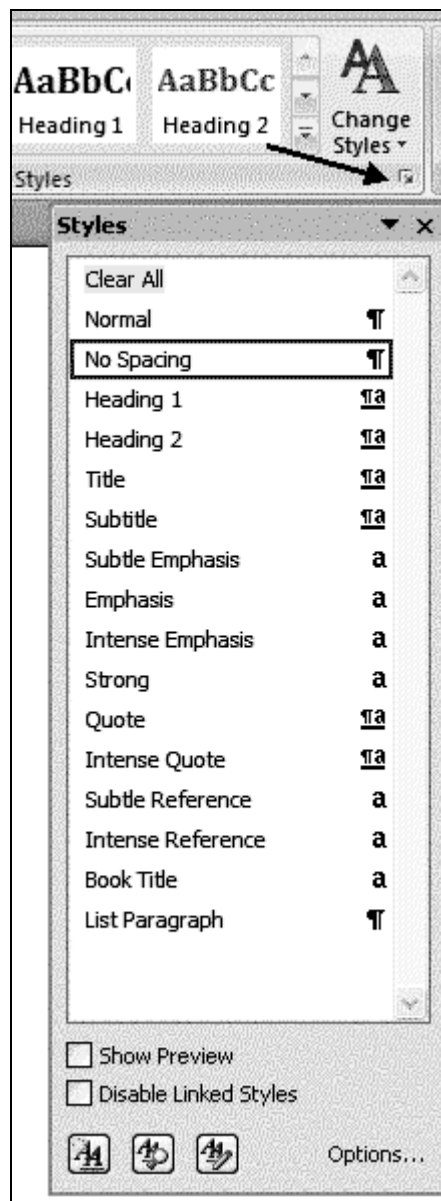 AaBbC AaBbCc
Heading 1 Heading 2 Change
Styles
Styles
Styles
Clear All
Normal ¶
No Spacing ¶
Heading 1 ¶a
Heading 2 ¶a
Title ¶a
Subtitle ¶a
Subtle Emphasis a
Emphasis a
Intense Emphasis a
Strong a
Quote ¶a
Intense Quote ¶a
Subtle Reference a
Intense Reference a
Book Title a
List Paragraph ¶
Show Preview
Disable Linked Styles
Options...